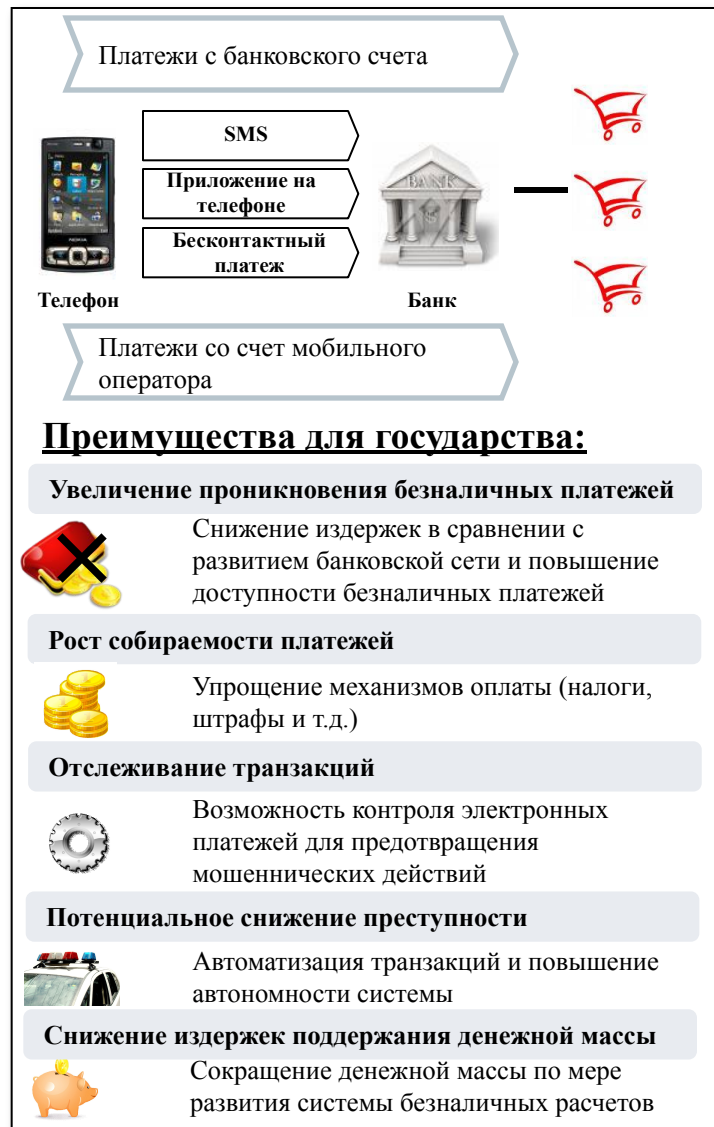 Платежи с банковского счета
SMS
Приложение на
телефоне
Бесконтактный
платеж
NOKIA
BANK
Телефон
Банк
Платежи со счет мобильного
оператора
Преимущества для государства:
Увеличение проникновения безналичных платежей
Снижение издержек в сравнении с
развитием банковской сети и повышение
доступности безналичных платежей
Рост собираемости платежей
Упрощение механизмов оплаты (налоги,
штрафы и т.д.)
Отслеживание транзакций
Возможность контроля электронных
платежей для предотвращения
мошеннических действий
Потенциальное снижение преступности
Автоматизация транзакций и повышение
автономности системы
Снижение издержек поддержания денежной массы
Сокращение денежной массы по мере
развития системы безналичных расчетов